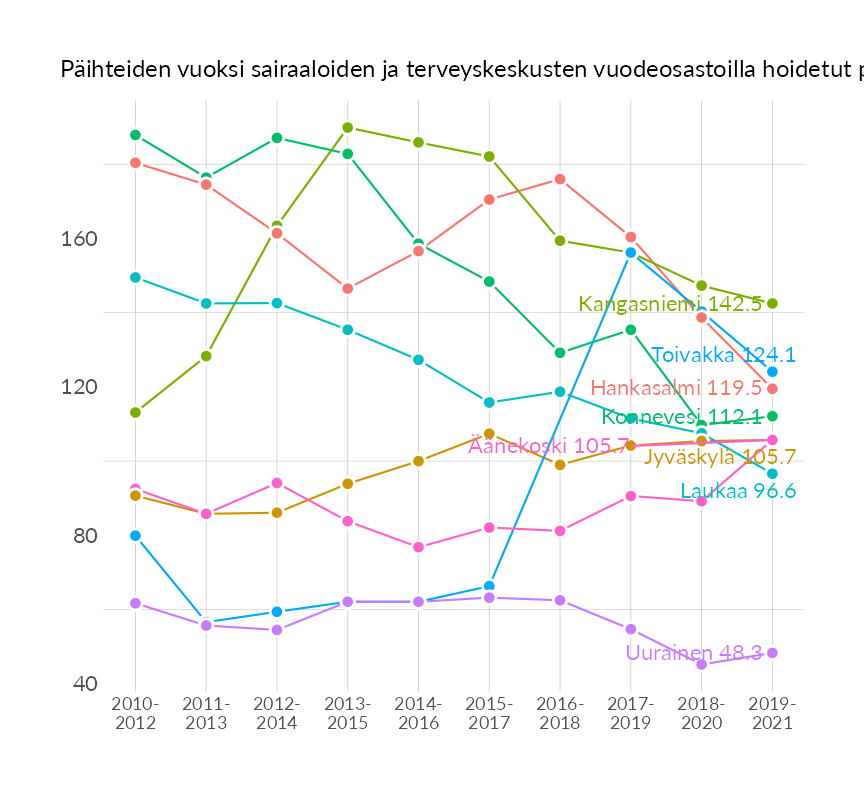 Päihteiden vuoksi sairaaloiden ja terveyskeskusten vuodeosastoilla hoidetut
160
Kangasniemi 142.5
Toivakka 124.1
120
Hankasalmi 119.5
Konnevesi 112.1
Äänekoski 105.7
Jyväskylä 105.7
Laukaa 96.6
80
Uurainen 48.3
40
2010- 2011- 2012- 2013- 2014- 2015- 2016- 2017- 2018- 2019-
2012 2013 2014 2015 2016 2017 2018 2019 2020 2021